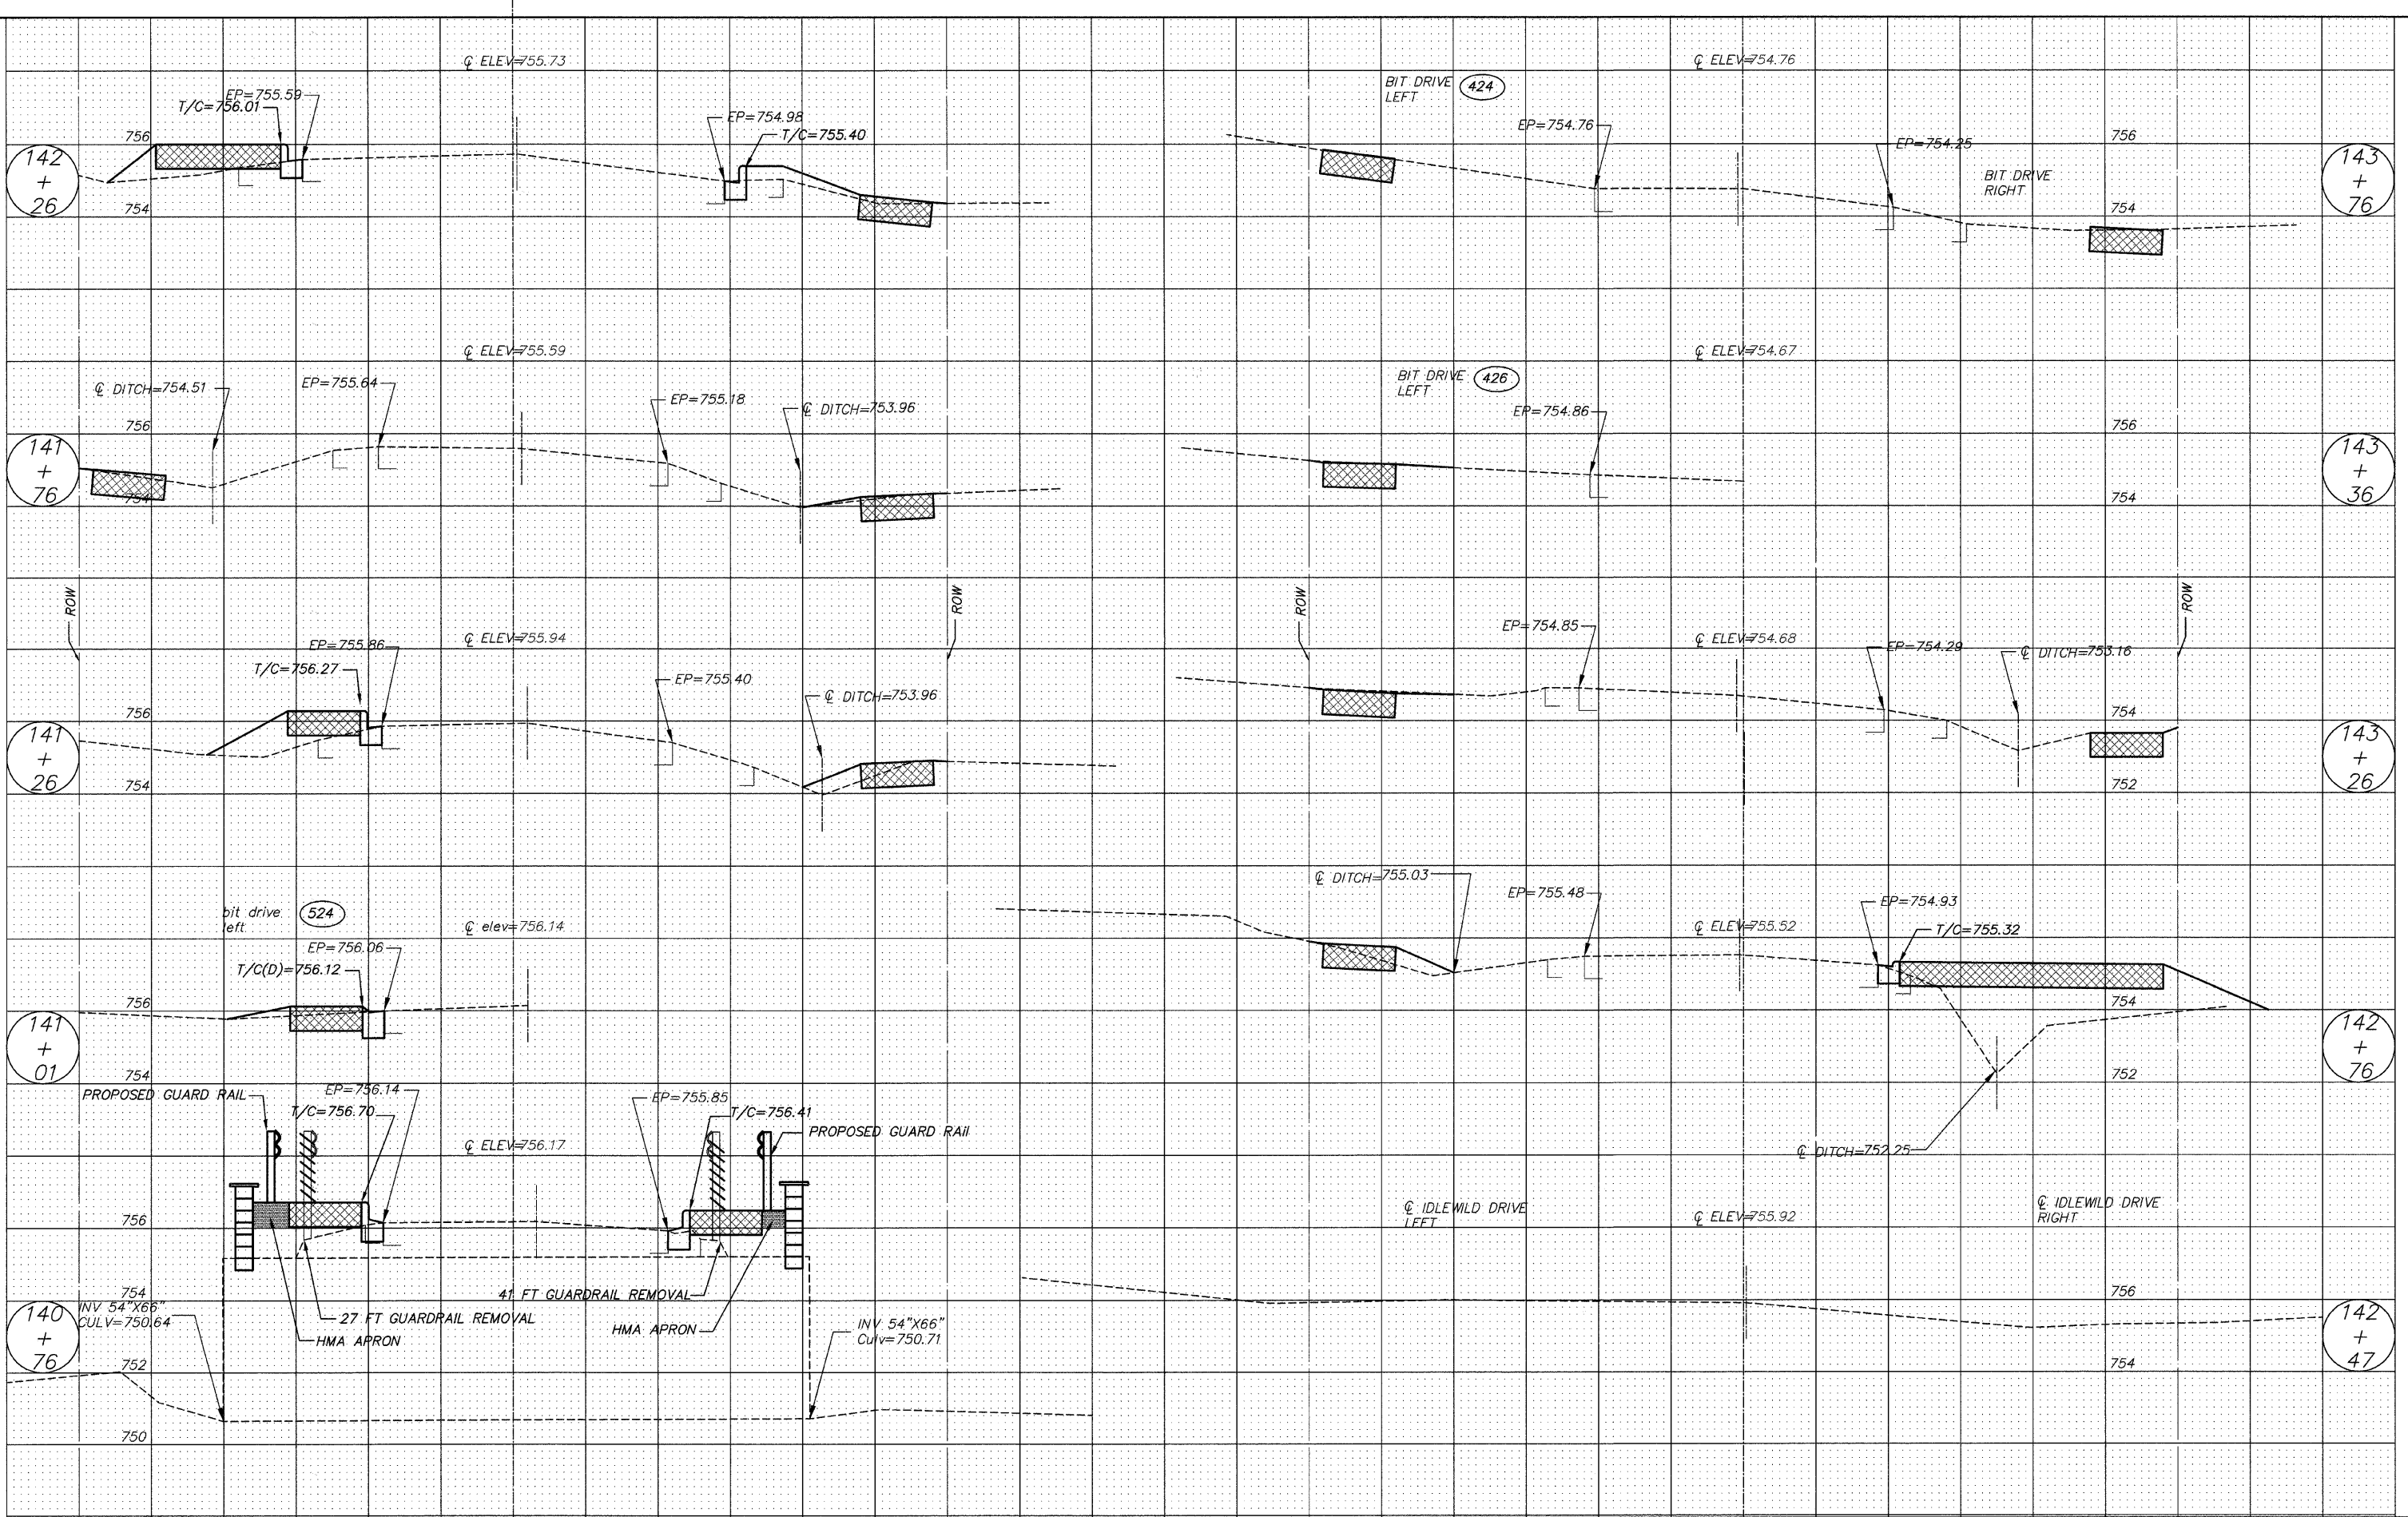 ℄ ELEV=755.73
EP=755.59
T/C=756.01
EP=754.98
T/C=755.40
756
754
142
+
26
℄ ELEV=755.59
℄ DITCH=754.51
EP=755.64
EP=755.18
℄ DITCH=753.96
756
754
141
+
76
ROW
ROW
℄ ELEV=755.94
EP=755.86
T/C=756.27
EP=755.40
℄ DITCH=753.96
756
754
141
+
26
bit drive
left
524
℄ elev=756.14
EP=756.06
T/C(D)=756.12
756
754
141
+
01
PROPOSED GUARD RAIL
EP=756.14
T/C=756.70
℄ ELEV=756.17
EP=755.85
T/C=756.41
PROPOSED GUARD RAIl
756
754
752
750
41 FT GUARDRAIL REMOVAL
27 FT GUARDRAIL REMOVAL
HMA APRON
HMA APRON
INV 54"X66"
CULV=750.64
INV 54"X66"
Culv=750.71
140
+
76
BIT DRIVE
LEFT
424
℄ ELEV=754.76
EP=754.76
EP=754.25
BIT DRIVE
RIGHT
756
754
143
+
76
℄ ELEV=754.67
BIT DRIVE
LEFT
426
EP=754.86
756
754
143
+
36
ROW
ROW
EP=754.85
℄ ELEV=754.68
EP=754.29
℄ DITCH=753.16
754
752
143
+
26
℄ DITCH=755.03
EP=755.48
℄ ELEV=755.52
EP=754.93
T/C=755.32
℄ DITCH=752.25
754
752
142
+
76
℄ IDLEWILD DRIVE
LEFT
℄ ELEV=755.92
℄ IDLEWILD DRIVE
RIGHT
756
754
142
+
47